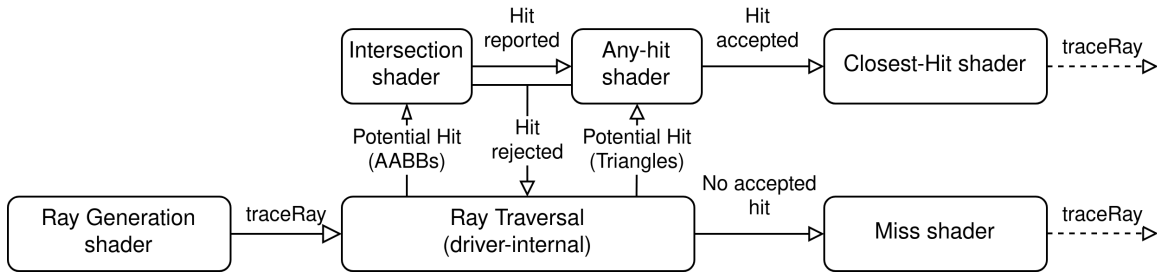 Hit
reported
Hit
accepted
Intersection
shader
Any-hit
shader
Closest-Hit shader
traceRay
Potential Hit
(AABBs)
Hit
rejected
Potential Hit
(Triangles)
No accepted
hit
Ray Generation
shader
traceRay
Ray Traversal
(driver-internal)
Miss shader
traceRay